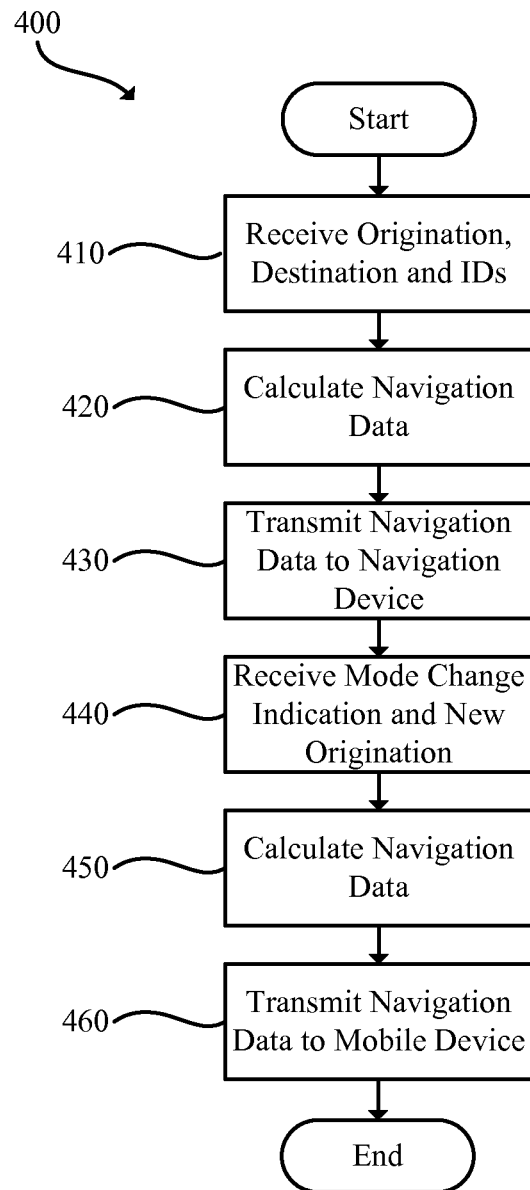 400
Start
410
Receive Origination,
Destination and IDs
420
Calculate Navigation
Data
430
Transmit Navigation
Data to Navigation
Device
440
Receive Mode Change
Indication and New
Origination
450
Calculate Navigation
Data
460
Transmit Navigation
Data to Mobile Device
End